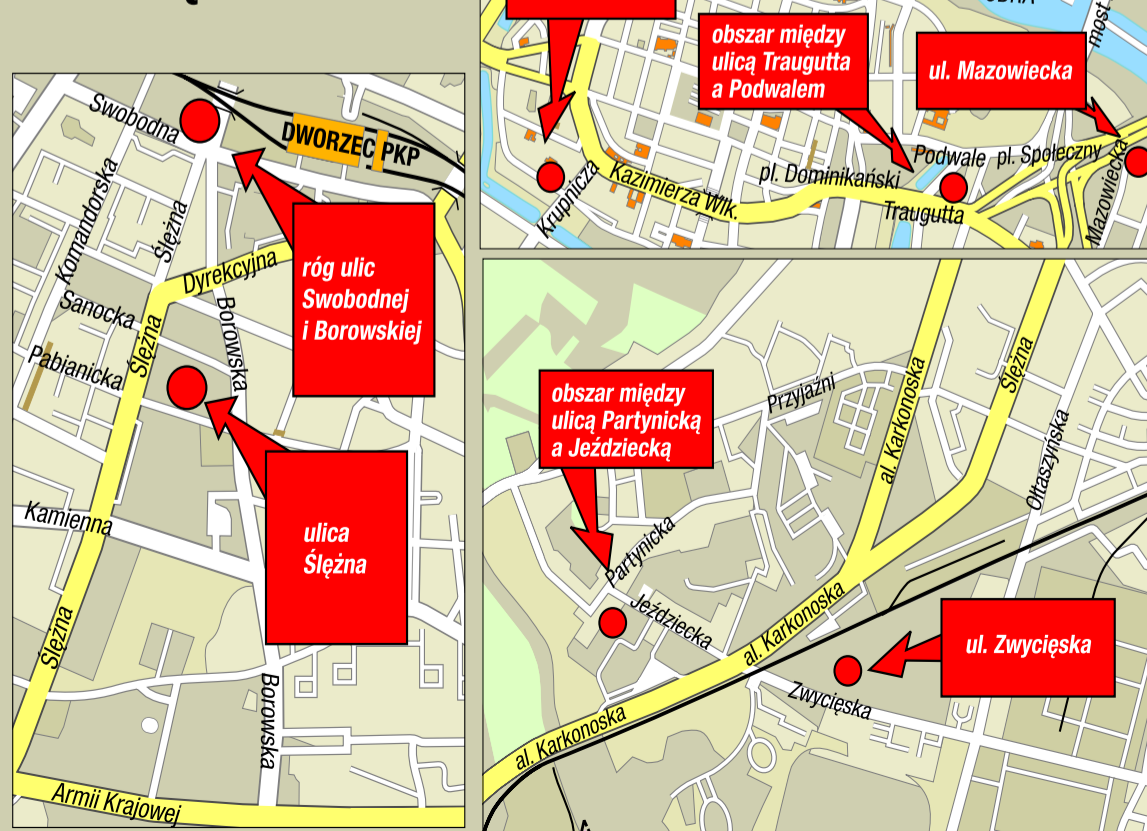 Swobodna
DWORZEC PKP
Komandorska
Ślężna
Dyrekcyjna
róg ulic
Swobodnej
i Borowskiej
Sanocka
Borowska
Ślężna
Pabianicka
ulica
Ślężna
Kamienna
Ślężna
Borowska
Armii Krajowej
obszar między
ulicą Traugutta
a Podwalem
ul. Mazowiecka
most
Podwale
pl. Społeczny
Mazowiecka
pl. Dominikański
Krupnicza
Kazimierza Wlk.
Traugutta
obszar między
ulicą Partynicką
a Jeździecką
Przyjaźni
al. Karkonoska
Ślężna
Ołtaszyńska
Partynicka
Jeździecka
al. Karkonoska
ul. Zwycięska
Zwycięska
al. Karkonoska